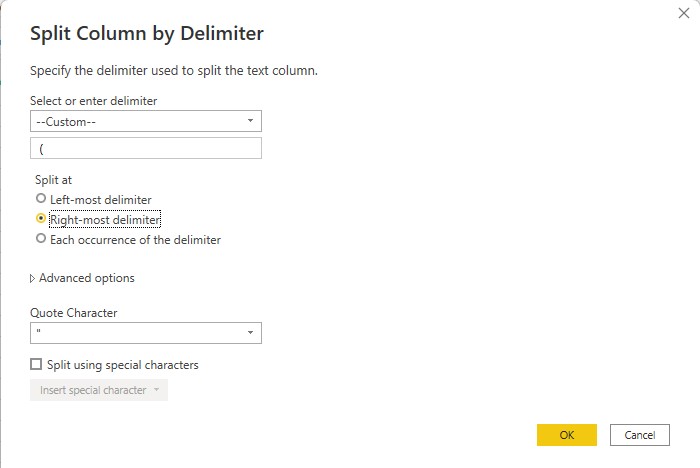 Split Column by Delimiter
Specify the delimiter used to split the text column.
Select or enter delimiter
--Custom--
(
Split at
Left-most delimiter
Right-most delimiter
Each occurrence of the delimiter
Advanced options
Quote Character
"
Split using special characters
Insert special character
OK Cancel